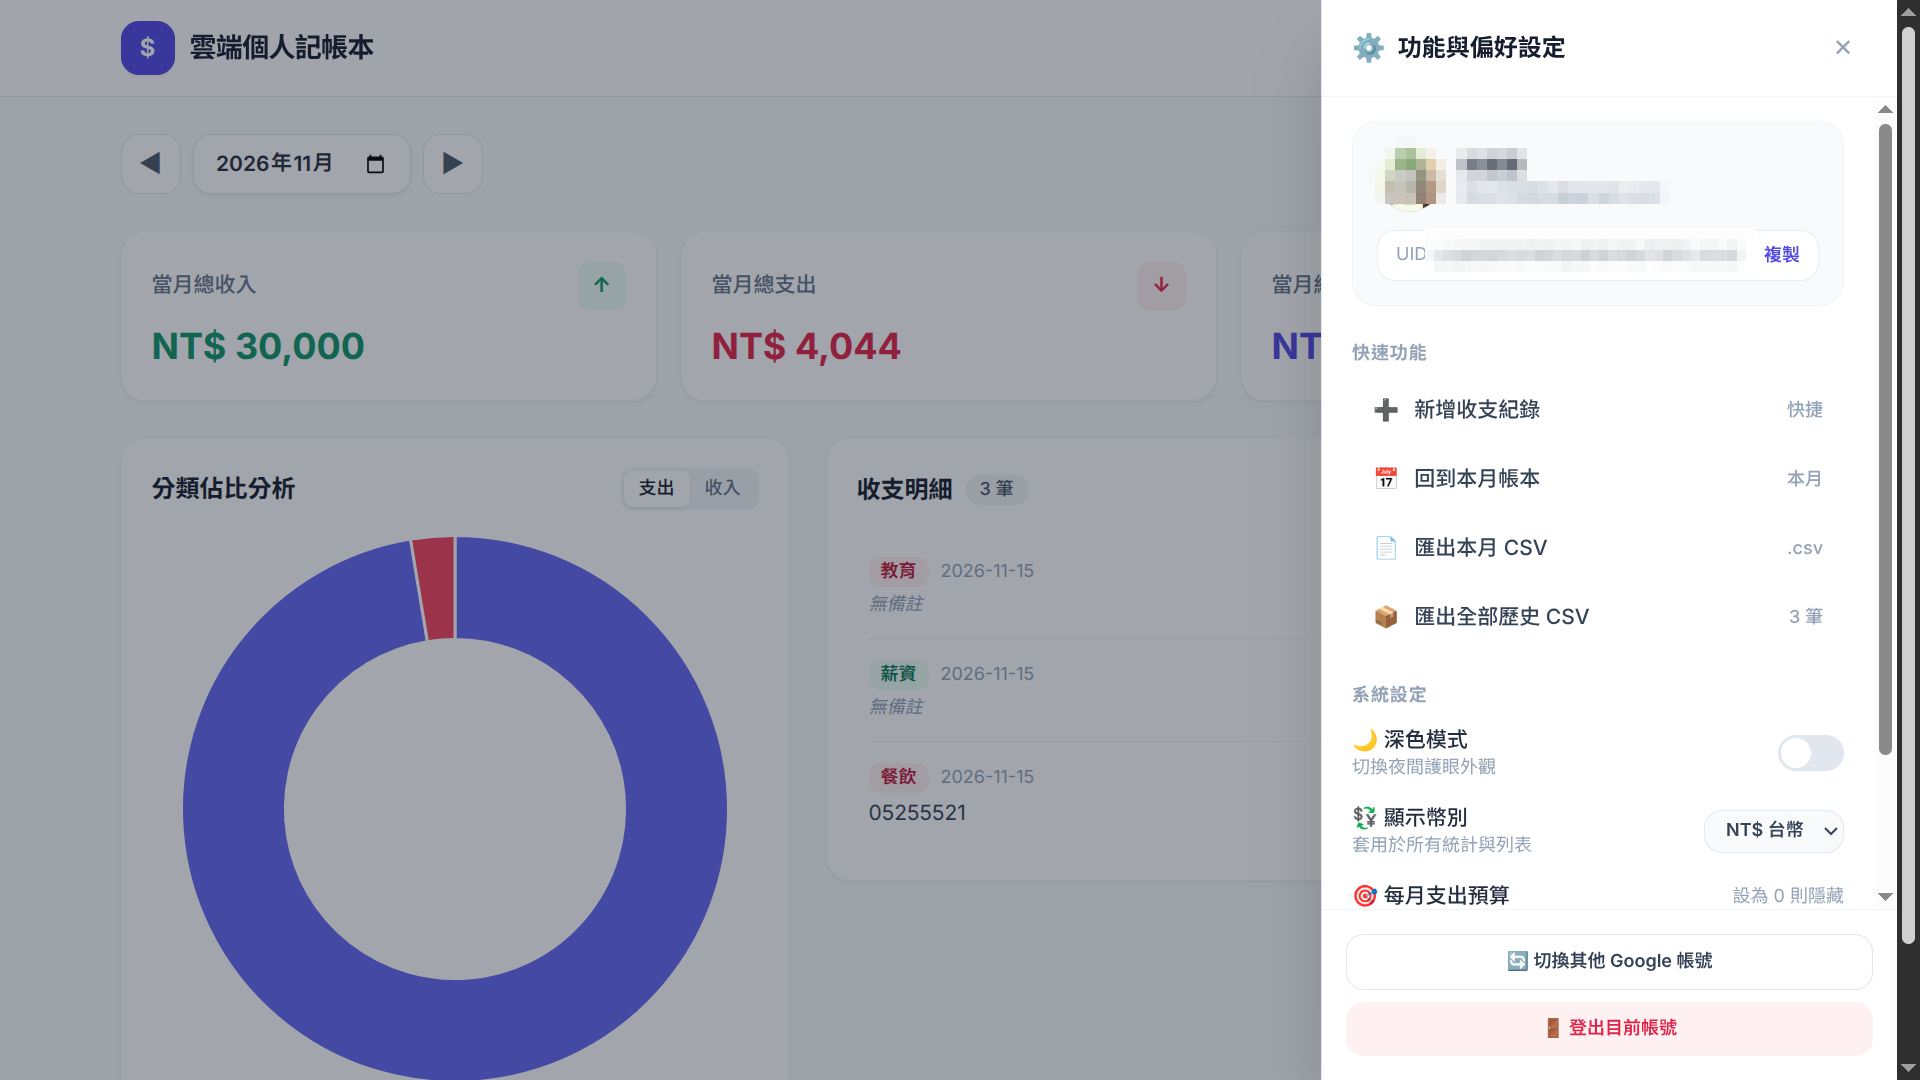 $ 雲端個人記帳本
2026年11月
當月總收入
NT$ 30,000
當月總支出
NT$ 4,044
當月
NT
分類佔比分析
支出 收入
收支明細 3 筆
教育 2026-11-15
無備註
薪資 2026-11-15
無備註
餐飲 2026-11-15
05255521
功能與偏好設定
UID
複製
快速功能
新增收支紀錄 快捷
回到本月帳本 本月
匯出本月 CSV .csv
匯出全部歷史 CSV 3 筆
系統設定
深色模式
切換夜間護眼外觀
顯示幣別
套用於所有統計與列表
NT$ 台幣
每月支出預算 設為 0 則隱藏
切換其他 Google 帳號
登出目前帳號